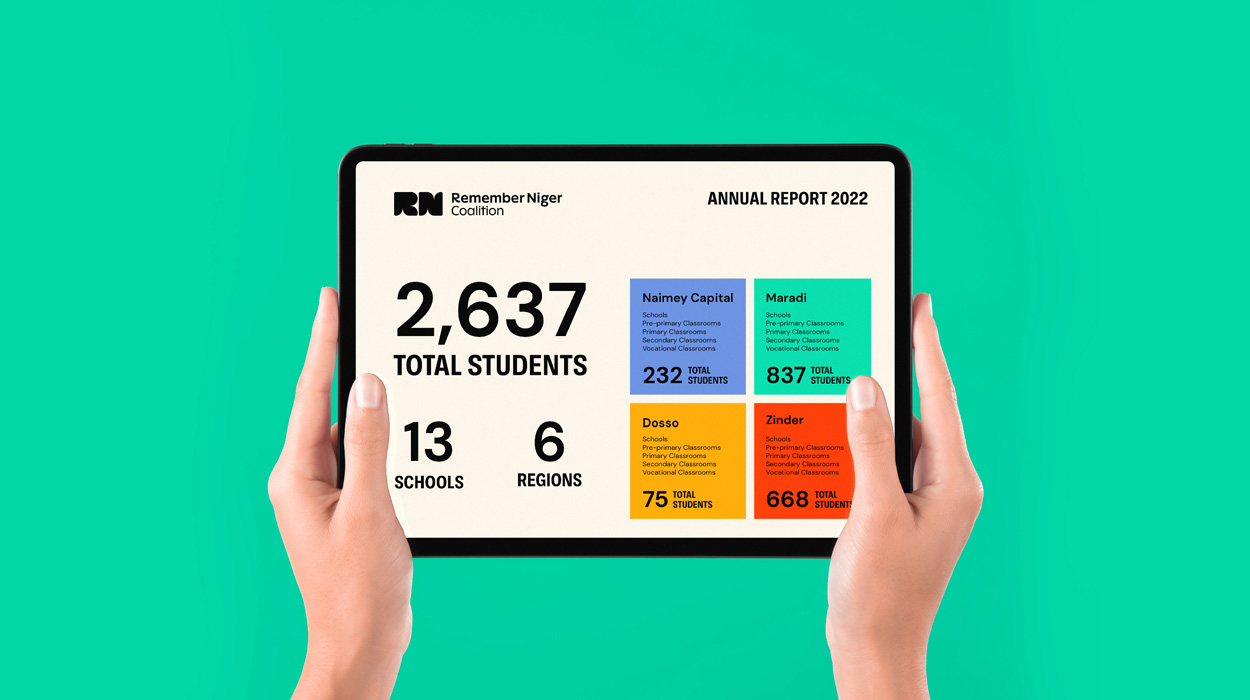 RN
Remember Niger
Coalition
ANNUAL REPORT 2022
2,637
TOTAL STUDENTS
13
SCHOOLS
6
REGIONS
Naimey Capital
Schools
Pre-primary Classrooms
Primary Classrooms
Secondary Classrooms
Vocational Classrooms
232 TOTAL
STUDENTS
Maradi
Schools
Pre-primary Classrooms
Primary Classrooms
Secondary Classrooms
Vocational Classrooms
837 TOTAL
STUDENTS
Dosso
Schools
Pre-primary Classrooms
Primary Classrooms
Secondary Classrooms
Vocational Classrooms
75 TOTAL
STUDENTS
Zinder
Schools
Pre-primary Classrooms
Primary Classrooms
Secondary Classrooms
Vocational Classrooms
668 TOTAL
STUDENTS